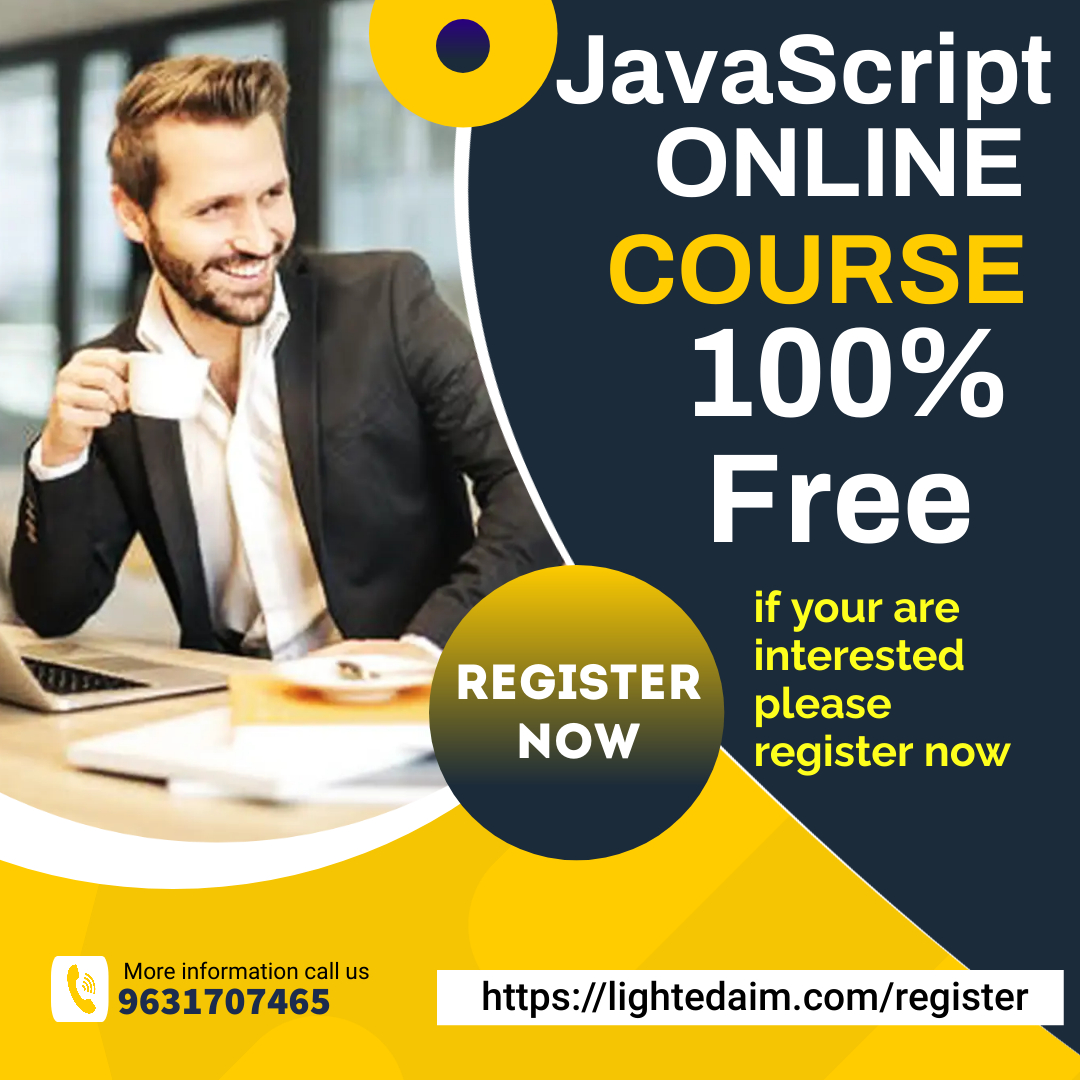 JavaScript
ONLINE
COURSE
100%
Free
if your are
interested
please
register now
REGISTER
NOW
More information call us
9631707465
https://lightedaim.com/register